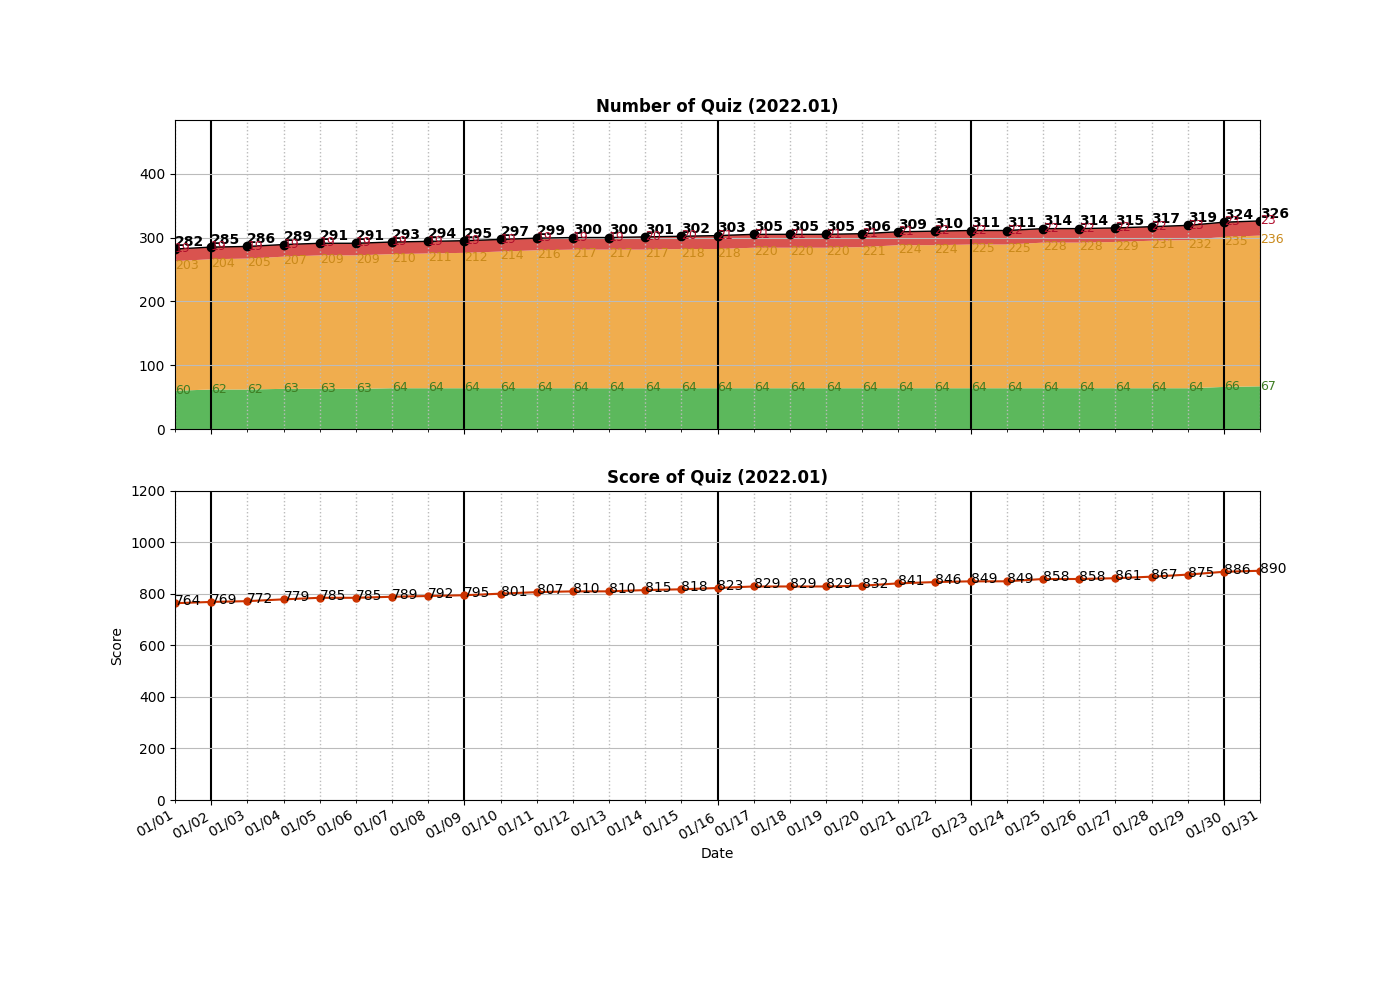 Number of Quiz (2022.01)
400
300
200
100
0
282 285 286 289 291 291 293 294 295 297 299 300 300 301 302 303 305 305 305 306 309 310 311 311 314 314 315 317 319 324 326
23
203 204 205 207 209 209 210 211 212 214 216 217 217 217 218 218 220 220 220 221 224 224 225 225 228 228 229 231 232 235 236
60 62 62 63 63 63 64 64 64 64 64 64 64 64 64 64 64 64 64 64 64 64 64 64 64 64 64 64 64 66 67
Score of Quiz (2022.01)
Score
1200
1000
800
600
400
200
0
764 769 772 779 785 785 789 792 795 801 807 810 810 815 818 823 829 829 829 832 841 846 849 849 858 858 861 867 875 886 890
01/01 01/02 01/03 01/04 01/05 01/06 01/07 01/08 01/09 01/10 01/11 01/12 01/13 01/14 01/15 01/16 01/17 01/18 01/19 01/20 01/21 01/22 01/23 01/24 01/25 01/26 01/27 01/28 01/29 01/30 01/31
Date